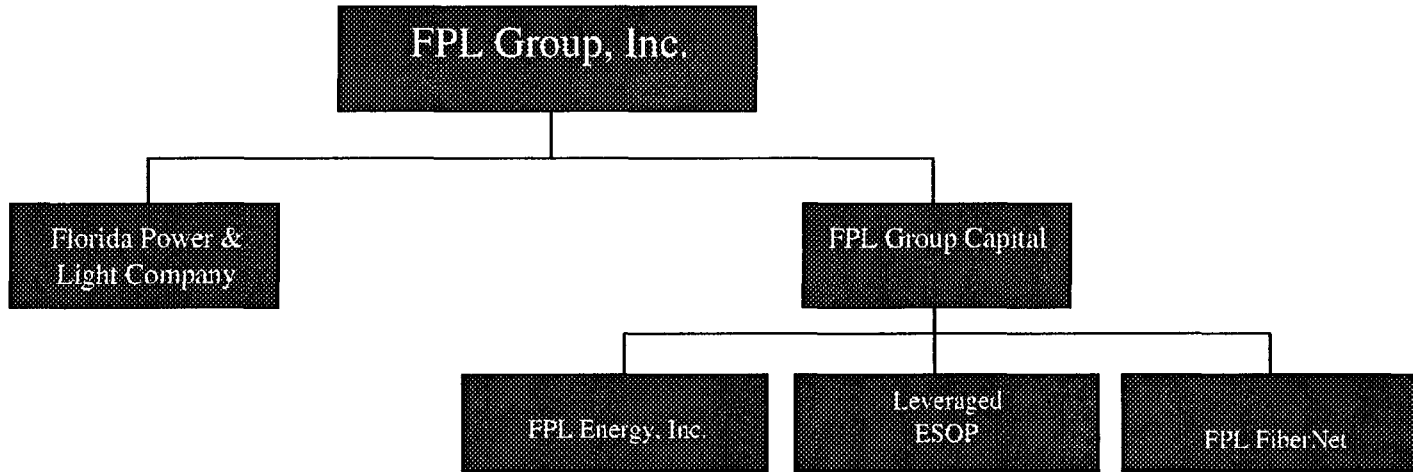 FPL Group, Inc.
Florida Power &
Light Company
FPL Group Capital
FPL Energy, Inc.
Leveraged
ESOP
FPL FiberNet